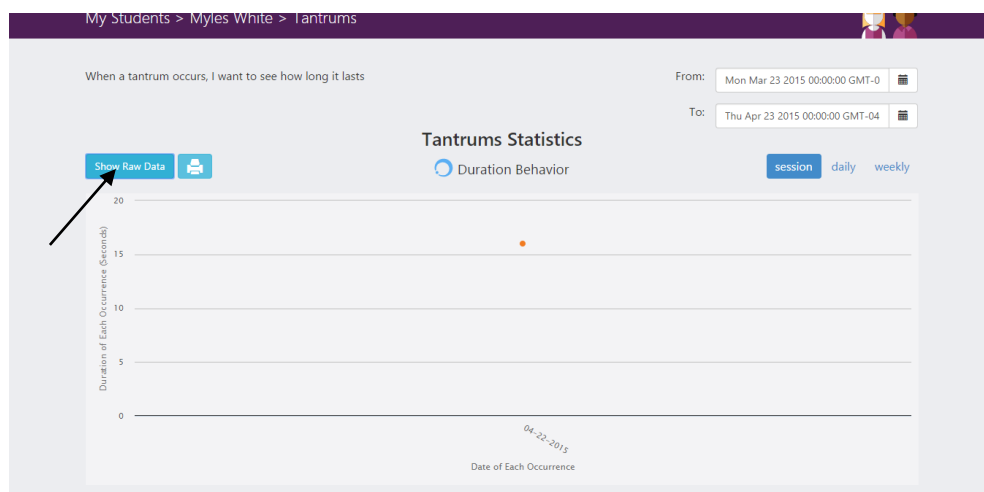 My Students > Myles White > Tantrums
When a tantrum occurs, I want to see how long it lasts
From: Mon Mar 23 2015 00:00:00 GMT-0
To: Thu Apr 23 2015 00:00:00 GMT-04
Tantrums Statistics
Show Raw Data
Duration Behavior
session daily weekly
Duration of Each Occurrence (Seconds)
20
15
10
5
0
04-22-2015
Date of Each Occurrence